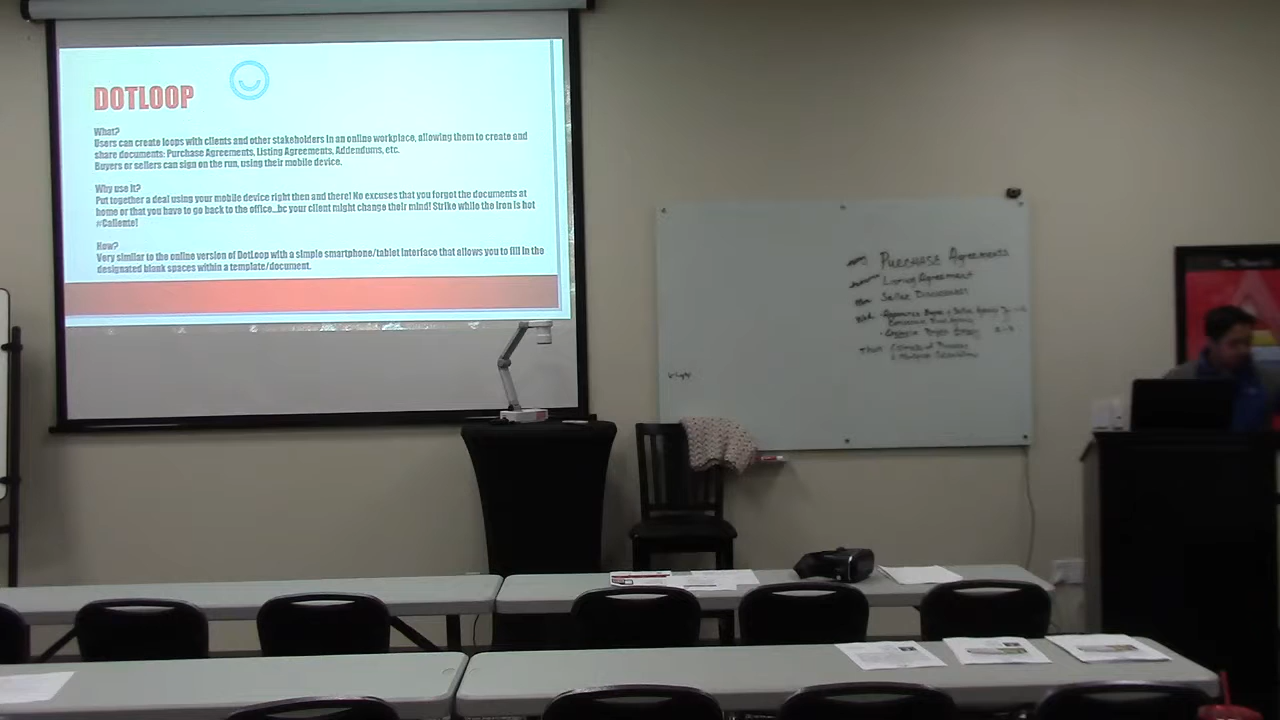 DOTLOOP
What?
Users can create loops with clients and other stakeholders in an online workplace, allowing them to create and
share documents: Purchase Agreements, Listing Agreements, Addendums, etc.
Buyers or sellers can sign on the run, using their mobile device.
Why use it?
Put together a deal using your mobile device right then and there! No excuses that you forgot the documents at
home or that you have to go back to the office...bc your client might change their mind! Strike while the iron is hot
#Caliente!
How?
Very similar to the online version of DotLoop with a simple smartphone/tablet interface that allows you to fill in the
designated blank spaces within a template/document.
Purchase Agreements
Listing Agreement
Seller Disclosures